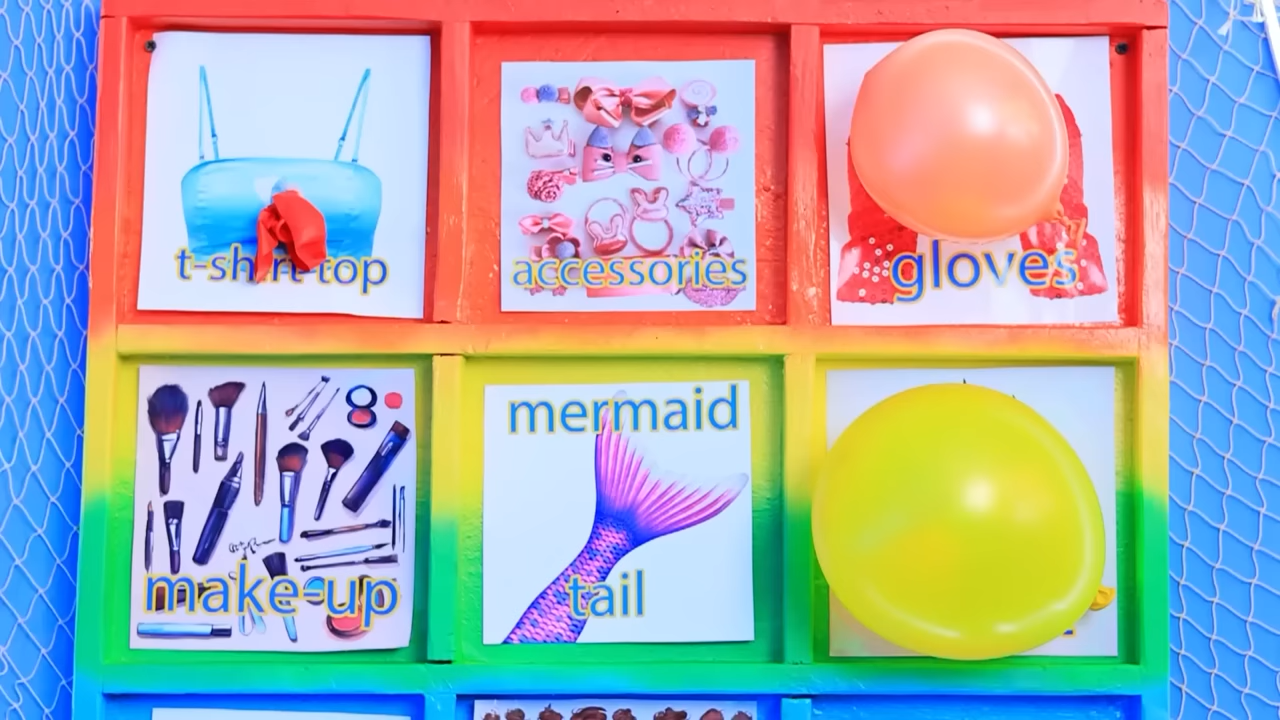 t-shirt top
accessories
gloves
make-up
mermaid
tail